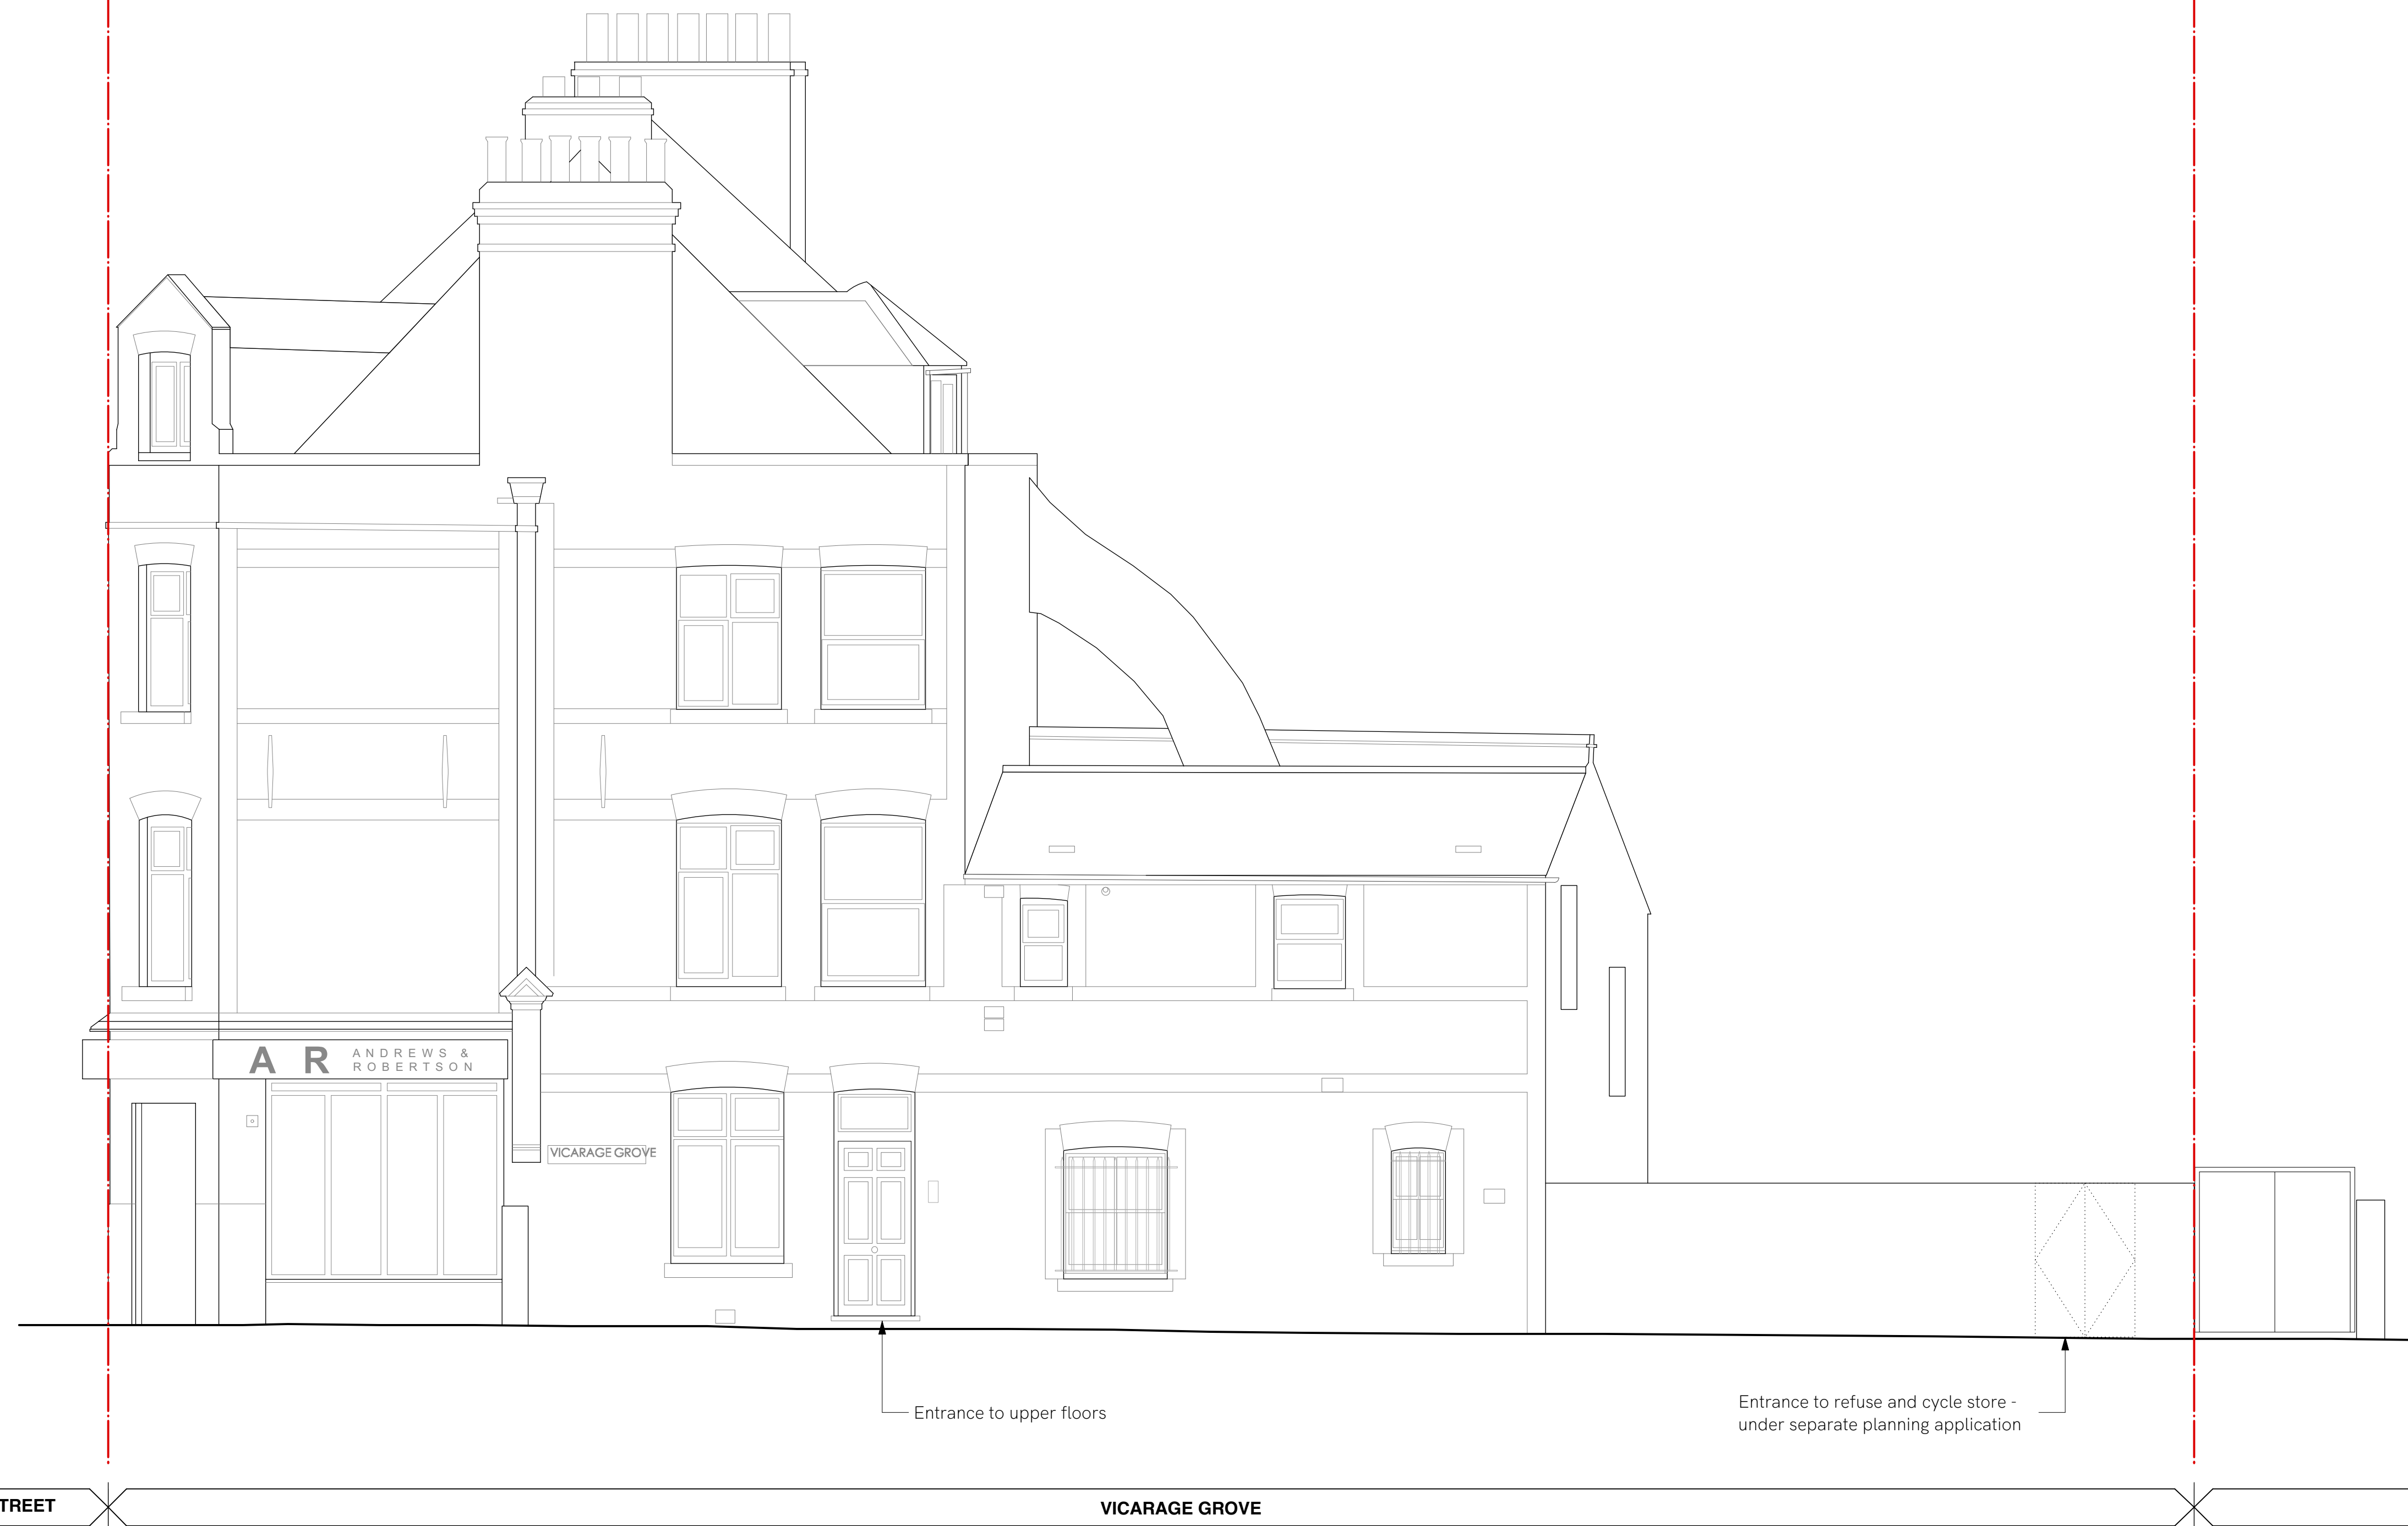 A R ANDREWS &
ROBERTSON
VICARAGE GROVE
Entrance to upper floors
Entrance to refuse and cycle store -
under separate planning application
TREET
VICARAGE GROVE